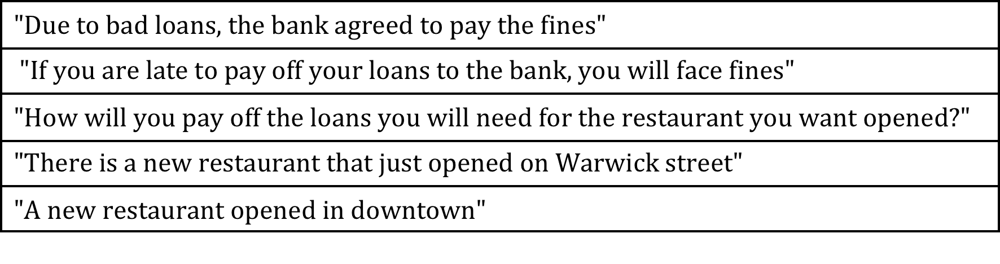 "Due to bad loans, the bank agreed to pay the fines"
"If you are late to pay off your loans to the bank, you will face fines"
"How will you pay off the loans you will need for the restaurant you want opened?"
"There is a new restaurant that just opened on Warwick street"
"A new restaurant opened in downtown"